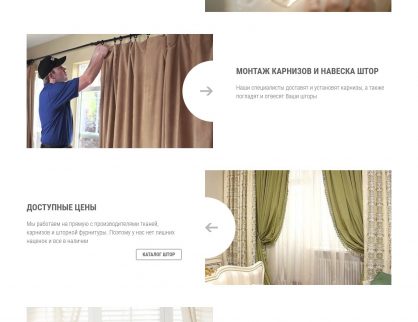 МОНТАЖ КАРНИЗОВ И НАВЕСКА ШТОР
Наши специалисты доставят и установят карнизы, а также
погладят и отвесят Ваши шторы
ДОСТУПНЫЕ ЦЕНЫ
Мы работаем на прямую с производителями тканей,
карнизов и шторной фурнитуры. Поэтому у нас нет лишних
наценок и все в наличии
КАТАЛОГ ШТОР